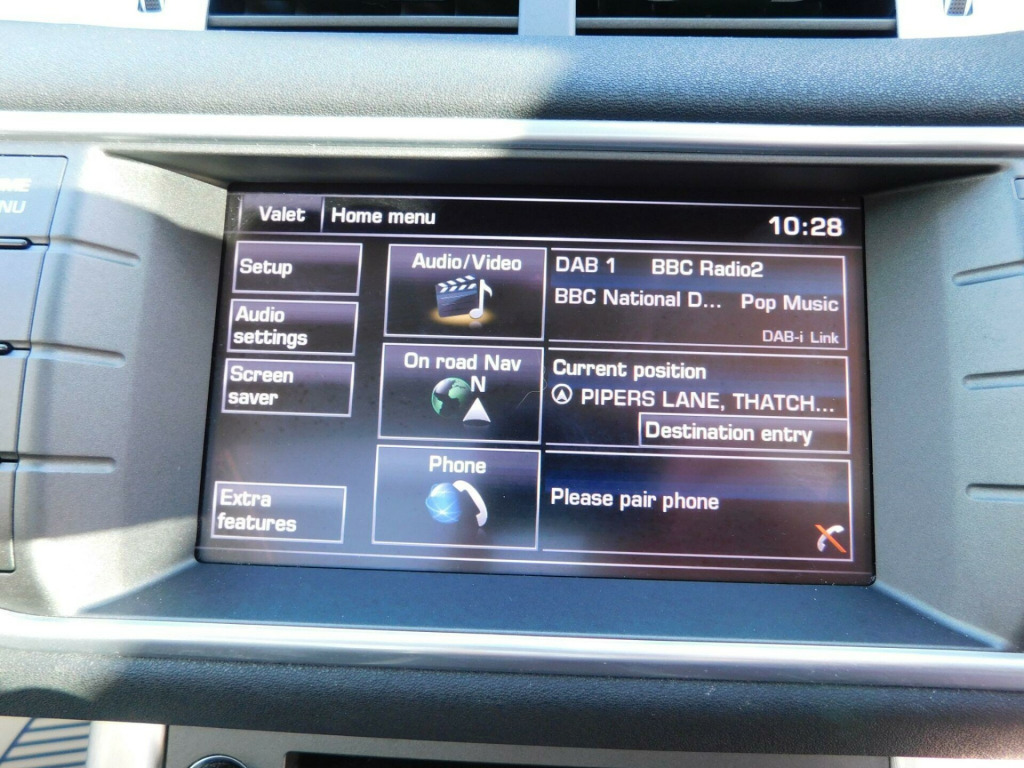 Valet Home menu 10:28
Setup
Audio
settings
Screen
saver
Extra
features
Audio/Video
DAB 1 BBC Radio2
BBC National D... Pop Music
DAB-i Link
On road Nav
N
Current position
PIPERS LANE, THATCH...
Destination entry
Phone
Please pair phone